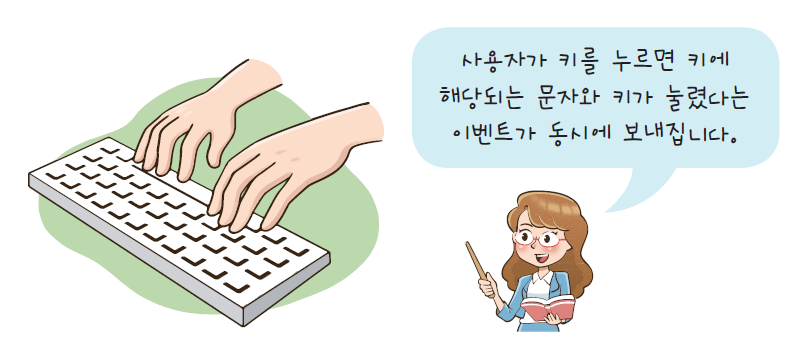 사용자가 키를 누르면 키에
해당되는 문자와 키가 눌렸다는
이벤트가 동시에 보내집니다.